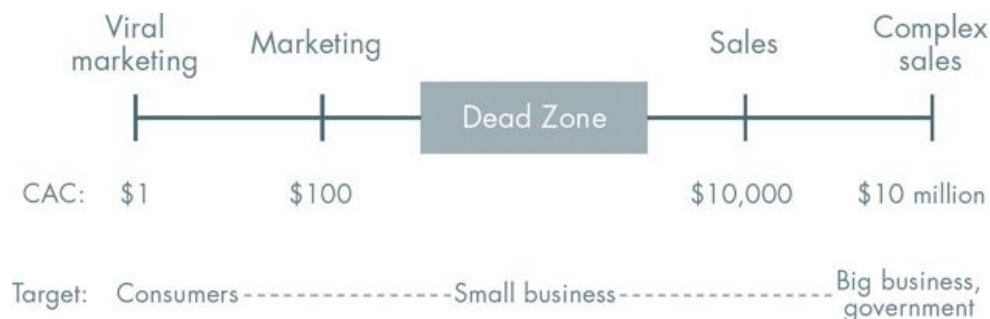 Viral
marketing
Marketing
Sales
Complex
sales
Dead Zone
CAC: $1 $100 $10,000 $10 million
Target: Consumers Small business Big business,
government